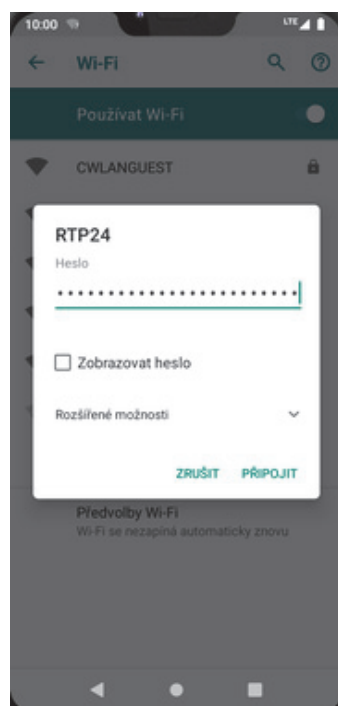 10:00
LTE
Wi-Fi
Používat Wi-Fi
CWLANGUEST
RTP24
Heslo
••••••••••••••••••••••••
Zobrazovat heslo
Rozšířené možnosti
ZRUŠIT PŘIPOJIT
Předvolby Wi-Fi
Wi-Fi se nezapíná automaticky znovu